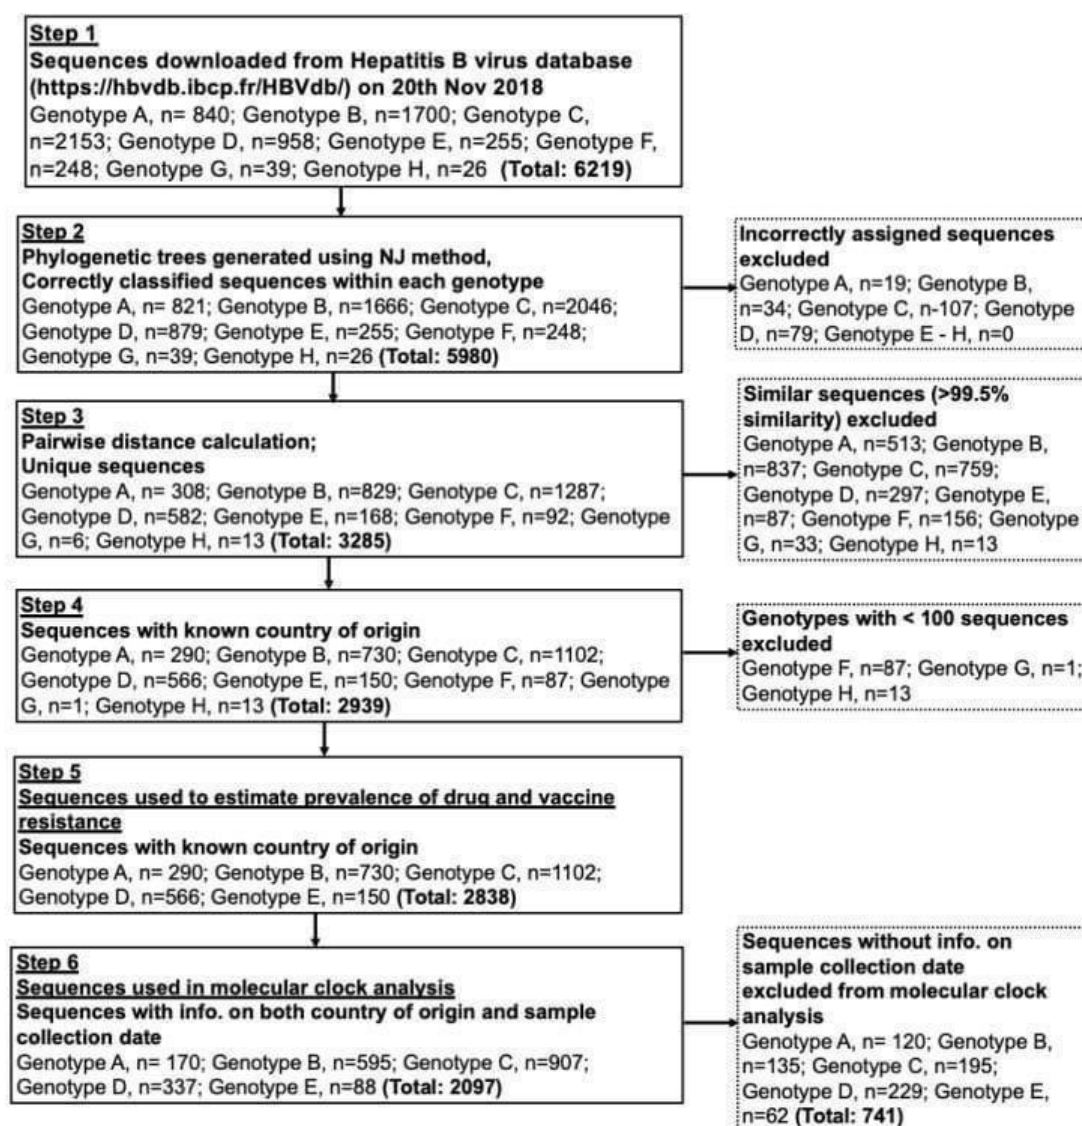 Step 1
Sequences downloaded from Hepatitis B virus database
(https://hbvdb.ibcp.fr/HBVdb/) on 20th Nov 2018
Genotype A, n= 840; Genotype B, n=1700; Genotype C,
n=2153; Genotype D, n=958; Genotype E, n=255; Genotype F,
n=248; Genotype G, n=39; Genotype H, n=26 (Total: 6219)
Step 2
Phylogenetic trees generated using NJ method,
Correctly classified sequences within each genotype
Genotype A, n= 821; Genotype B, n=1666; Genotype C, n=2046;
Genotype D, n=879; Genotype E, n=255; Genotype F, n=248;
Genotype G, n=39; Genotype H, n=26 (Total: 5980)
Incorrectly assigned sequences
excluded
Genotype A, n=19; Genotype B,
n=34; Genotype C, n-107; Genotype
D, n=79; Genotype E - H, n=0
Step 3
Pairwise distance calculation;
Unique sequences
Genotype A, n= 308; Genotype B, n=829; Genotype C, n=1287;
Genotype D, n=582; Genotype E, n=168; Genotype F, n=92; Genotype
G, n=6; Genotype H, n=13 (Total: 3285)
Similar sequences (>99.5%
similarity) excluded
Genotype A, n=513; Genotype B,
n=837; Genotype C, n=759;
Genotype D, n=297; Genotype E,
n=87; Genotype F, n=156; Genotype
G, n=33; Genotype H, n=13
Step 4
Sequences with known country of origin
Genotype A, n= 290; Genotype B, n=730; Genotype C, n=1102;
Genotype D, n=566; Genotype E, n=150; Genotype F, n=87; Genotype
G, n=1; Genotype H, n=13 (Total: 2939)
Genotypes with < 100 sequences
excluded
Genotype F, n=87; Genotype G, n=1;
Genotype H, n=13
Step 5
Sequences used to estimate prevalence of drug and vaccine
resistance
Sequences with known country of origin
Genotype A, n= 290; Genotype B, n=730; Genotype C, n=1102;
Genotype D, n=566; Genotype E, n=150 (Total: 2838)
Step 6
Sequences used in molecular clock analysis
Sequences with info. on both country of origin and sample
collection date
Genotype A, n= 170; Genotype B, n=595; Genotype C, n=907;
Genotype D, n=337; Genotype E, n=88 (Total: 2097)
Sequences without info. on
sample collection date
excluded from molecular clock
analysis
Genotype A, n= 120; Genotype B,
n=135; Genotype C, n=195;
Genotype D, n=229; Genotype E,
n=62 (Total: 741)